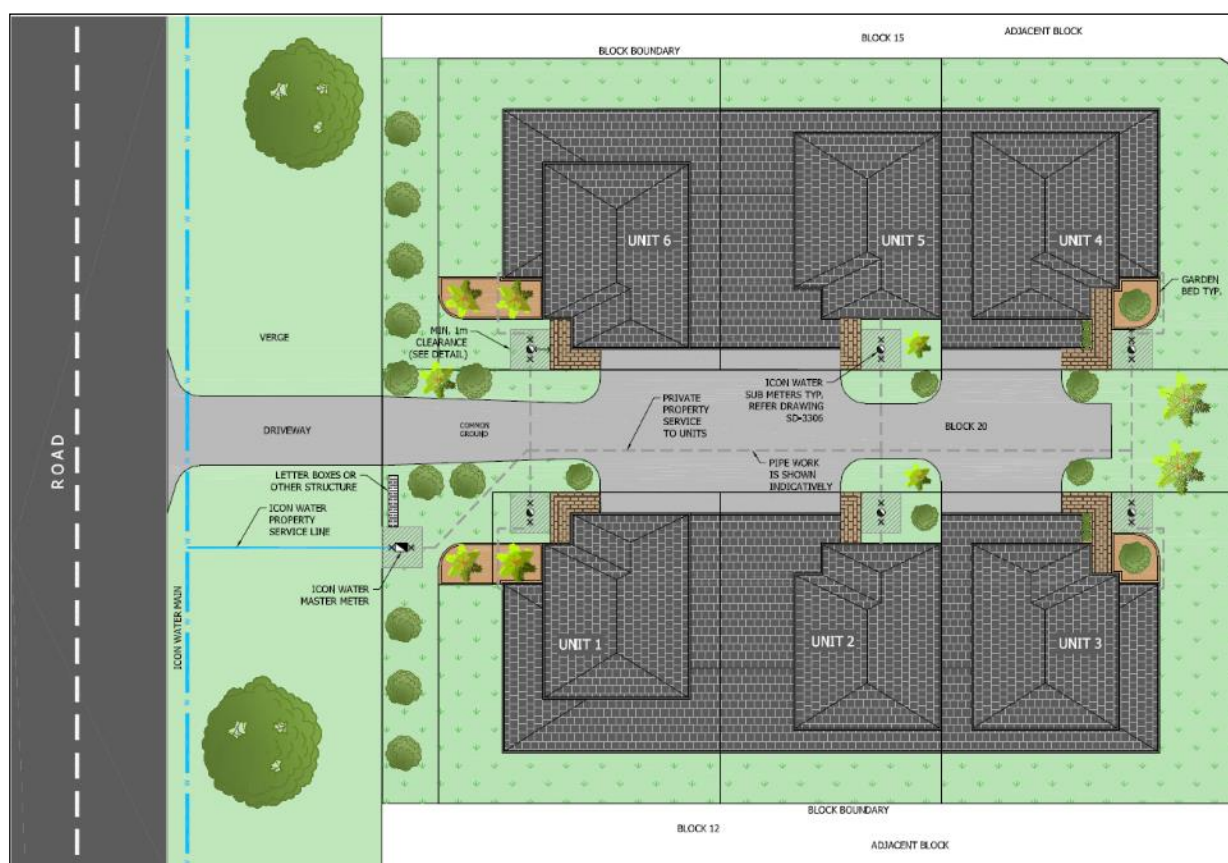 BLOCK 15
ADJACENT BLOCK
BLOCK BOUNDARY
UNIT 6
UNIT 5
UNIT 4
GARDEN
BED TYP.
VERGE
MIN. 1m
CLEARANCE
(SEE DETAIL)
ICON WATER
SUB METERS TYP.
REFER DRAWING
SD-3306
PRIVATE
PROPERTY
SERVICE
TO UNITS
ROAD
DRIVEWAY
COMMON
GROUND
BLOCK 20
LETTER BOXES OR
OTHER STRUCTURE
PIPE WORK
IS SHOWN
INDICATIVELY
ICON WATER
PROPERTY
SERVICE LINE
ICON WATER
MASTER METER
ICON WATER MAIN
UNIT 1
UNIT 2
UNIT 3
BLOCK BOUNDARY
BLOCK 12
ADJACENT BLOCK